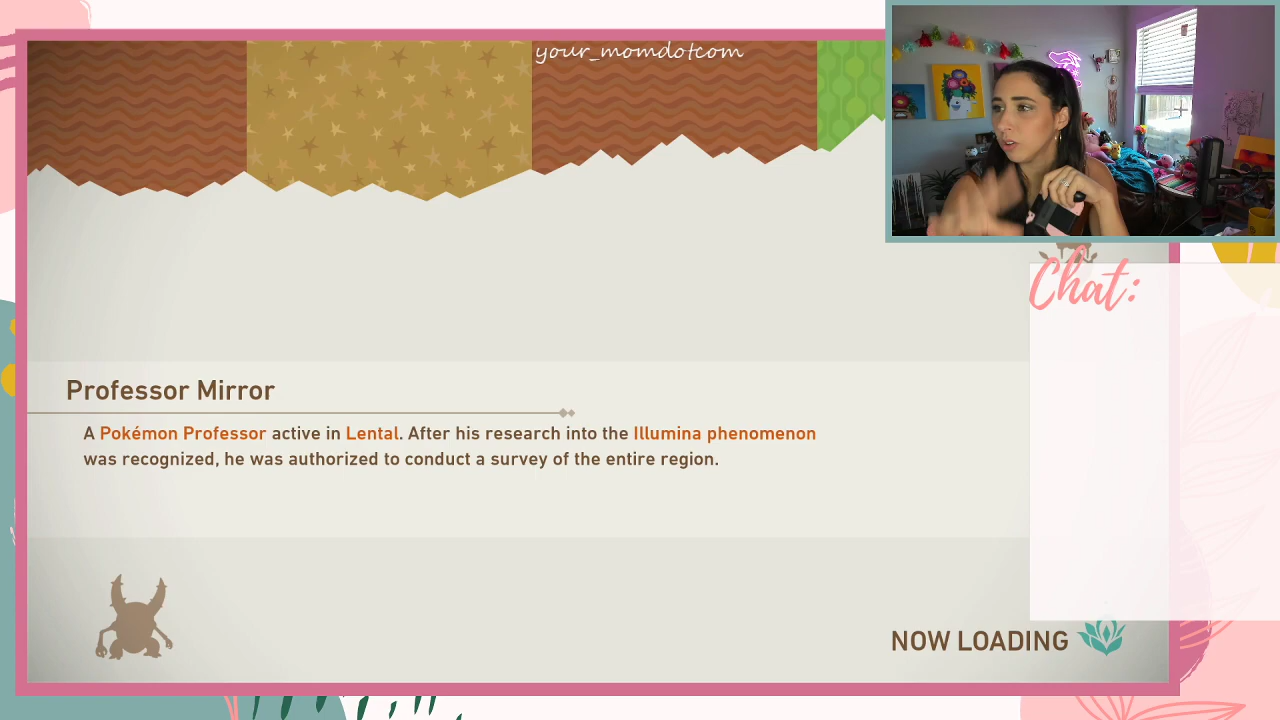 your_momdotcom
Chat:
Professor Mirror
A Pokémon Professor active in Lental. After his research into the Illumina phenomenon
was recognized, he was authorized to conduct a survey of the entire region.
NOW LOADING